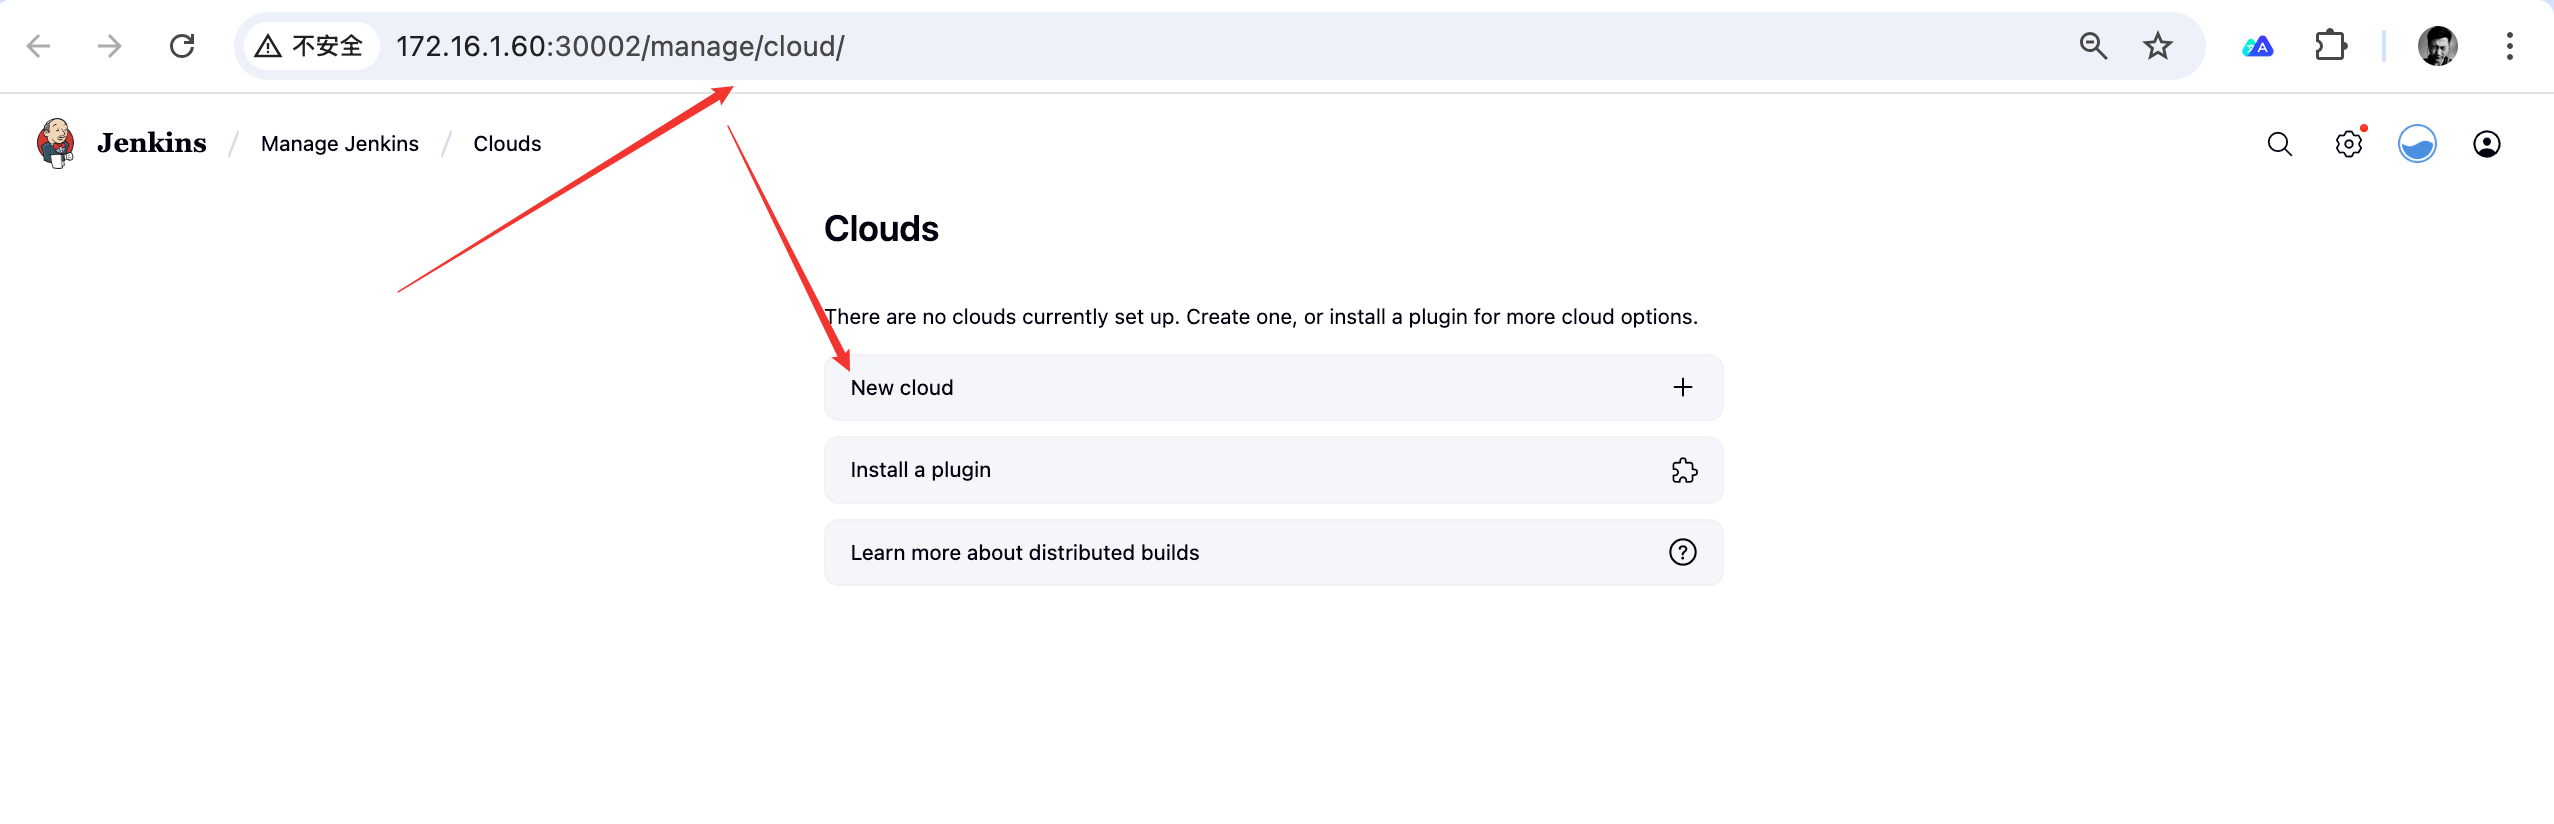 不安全 172.16.1.60:30002/manage/cloud/
Jenkins / Manage Jenkins / Clouds
Clouds
There are no clouds currently set up. Create one, or install a plugin for more cloud options.
New cloud
Install a plugin
Learn more about distributed builds